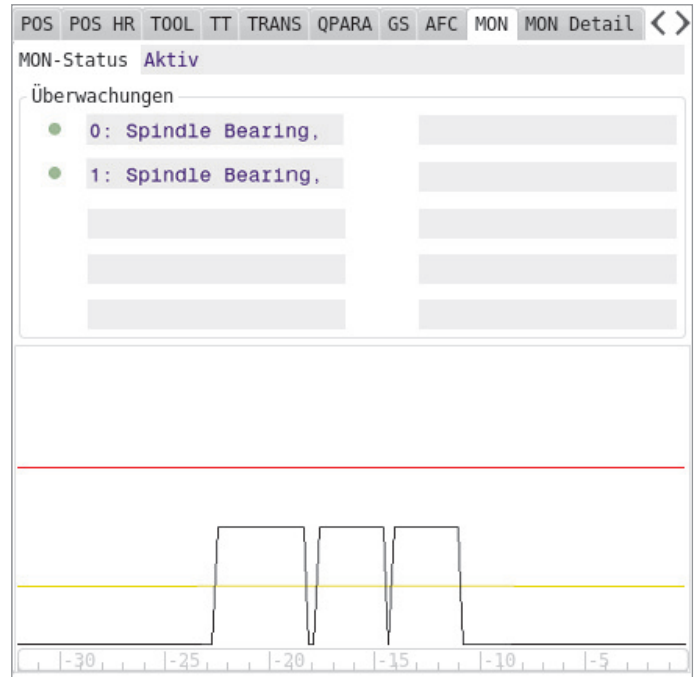 POS POS HR TOOL TT TRANS QPARA GS AFC MON MON Detail
MON-Status Aktiv
Überwachungen
0: Spindle Bearing,
1: Spindle Bearing,
-30 -25 -20 -15 -10 -5